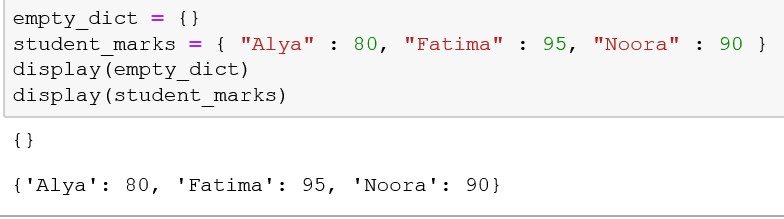 empty_dict = {}
student_marks = { "Alya" : 80, "Fatima" : 95, "Noora" : 90 }
display(empty_dict)
display(student_marks)
{}
{'Alya': 80, 'Fatima': 95, 'Noora': 90}